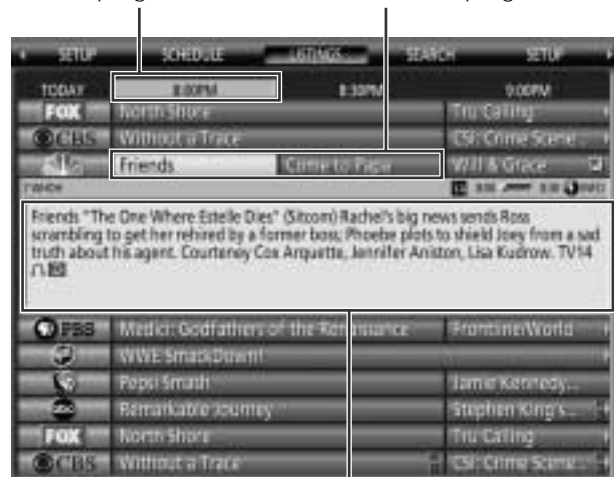 SETUP SCHEDULE LISTINGS SEARCH SETUP
TODAY 8:00PM 8:30PM 9:00PM
FOX North Shore Tru Calling
CBS Without a Trace CSI: Crime Scene...
Friends Come to Papa Will & Grace
Friends "The One Where Estelle Dies" (Sitcom) Rachel's big news sends Ross
scrambling to get her rehired by a former boss; Phoebe plots to shield Joey from a sad
truth about his agent. Courteney Cox Arquette, Jennifer Aniston, Lisa Kudrow. TV14
PBS Medici: Godfathers of the Renaissance Frontline/World
WWE SmackDown!
Pepsi Smash Jamie Kennedy...
abc Remarkable Journey Stephen King's...
FOX North Shore Tru Calling
CBS Without a Trace CSI: Crime Scene...